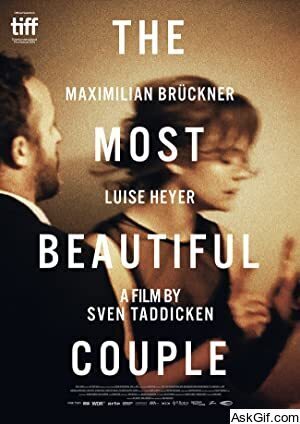 tiff
THE
MAXIMILIAN BRÜCKNER
MOST
LUISE HEYER
BEAUTIFUL
A FILM BY
SVEN TADDICKEN
COUPLE
AskGif.com